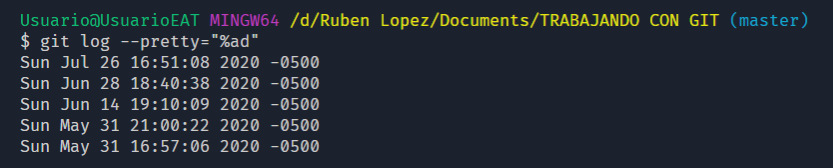 Usuario@UsuarioEAT MINGW64 /d/Ruben Lopez/Documents/TRABAJANDO CON GIT (master)
$ git log --pretty="%ad"
Sun Jul 26 16:51:08 2020 -0500
Sun Jun 28 18:40:38 2020 -0500
Sun Jun 14 19:10:09 2020 -0500
Sun May 31 21:00:22 2020 -0500
Sun May 31 16:57:06 2020 -0500